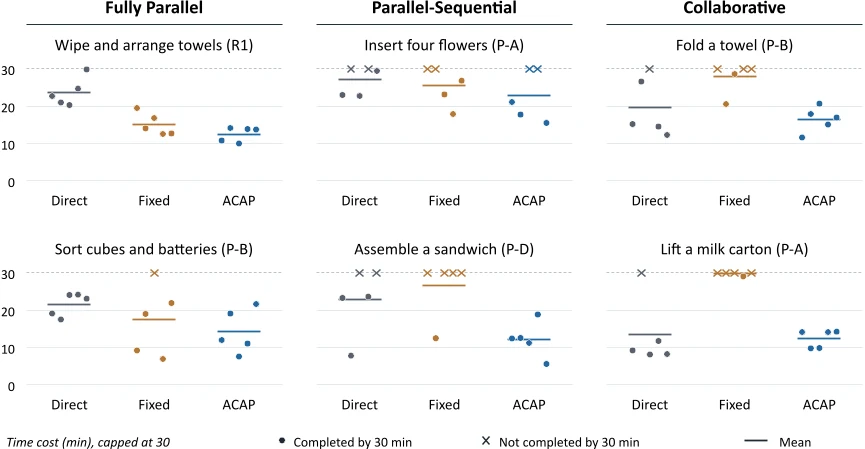 Fully Parallel
Parallel-Sequential
Collaborative
Wipe and arrange towels (R1)
Insert four flowers (P-A)
Fold a towel (P-B)
30
20
10
0
Direct
Fixed
ACAP
Direct
Fixed
ACAP
Direct
Fixed
ACAP
Sort cubes and batteries (P-B)
Assemble a sandwich (P-D)
Lift a milk carton (P-A)
30
20
10
0
Direct
Fixed
ACAP
Direct
Fixed
ACAP
Direct
Fixed
ACAP
Time cost (min), capped at 30
Completed by 30 min
Not completed by 30 min
Mean